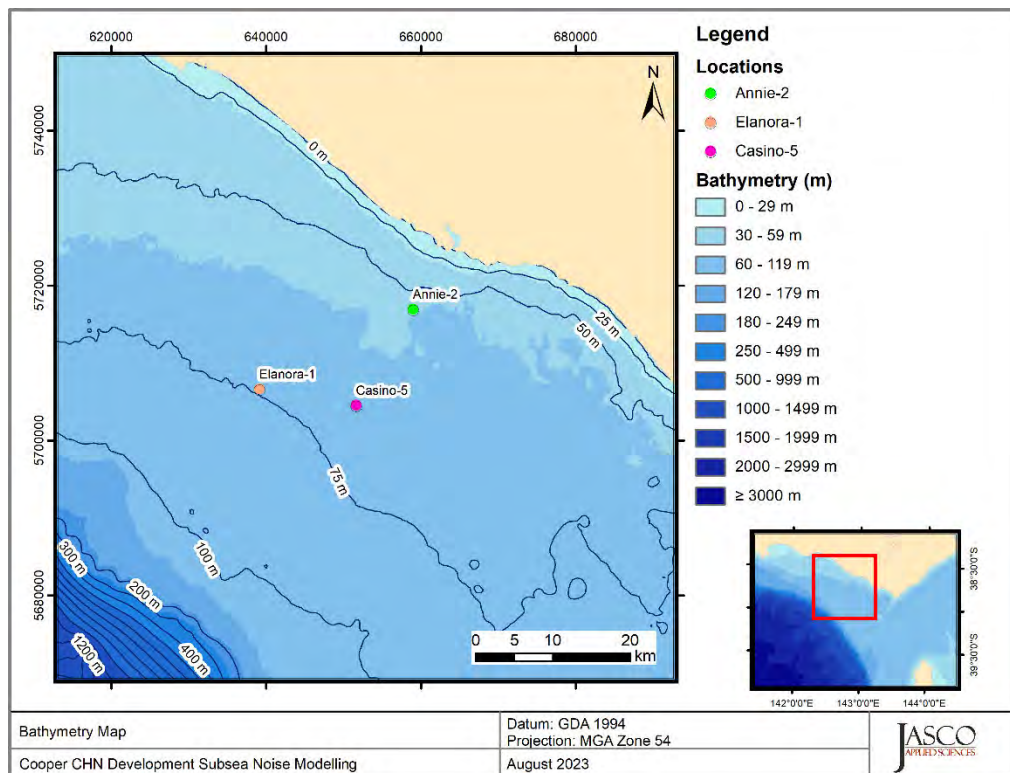 620000 640000 660000 680000
5740000
5720000
5700000
5680000
N
0 m
25 m
50 m
Annie-2
Elanora-1
Casino-5
75 m
100 m
200 m
300 m
400 m
1200 m
0 5 10 20
km
Legend
Locations
Annie-2
Elanora-1
Casino-5
Bathymetry (m)
0 - 29 m
30 - 59 m
60 - 119 m
120 - 179 m
180 - 249 m
250 - 499 m
500 - 999 m
1000 - 1499 m
1500 - 1999 m
2000 - 2999 m
≥ 3000 m
38°30'0"S
39°30'0"S
142°0'0"E 143°0'0"E 144°0'0"E
Bathymetry Map
Datum: GDA 1994
Projection: MGA Zone 54
Cooper CHN Development Subsea Noise Modelling
August 2023
JASCO
APPLIED SCIENCES